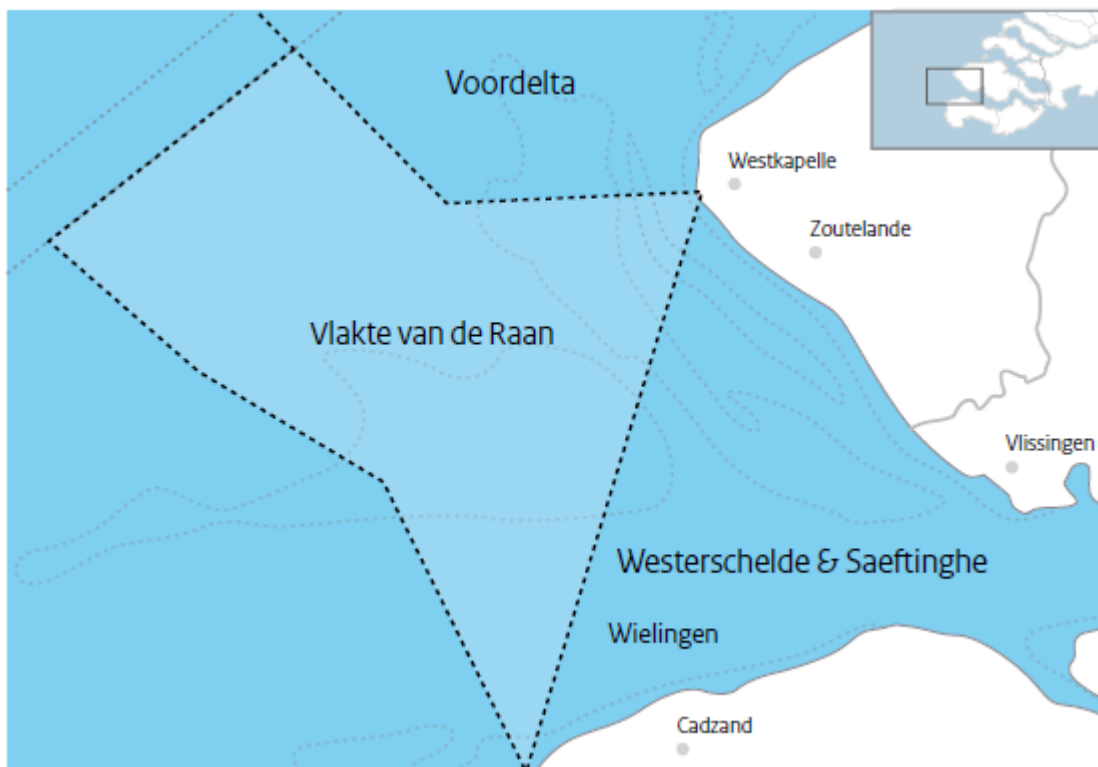 Voordelta
Westkapelle
Zoutelande
Vlakte van de Raan
Vlissingen
Westerschelde & Saeftinghe
Wielingen
Cadzand